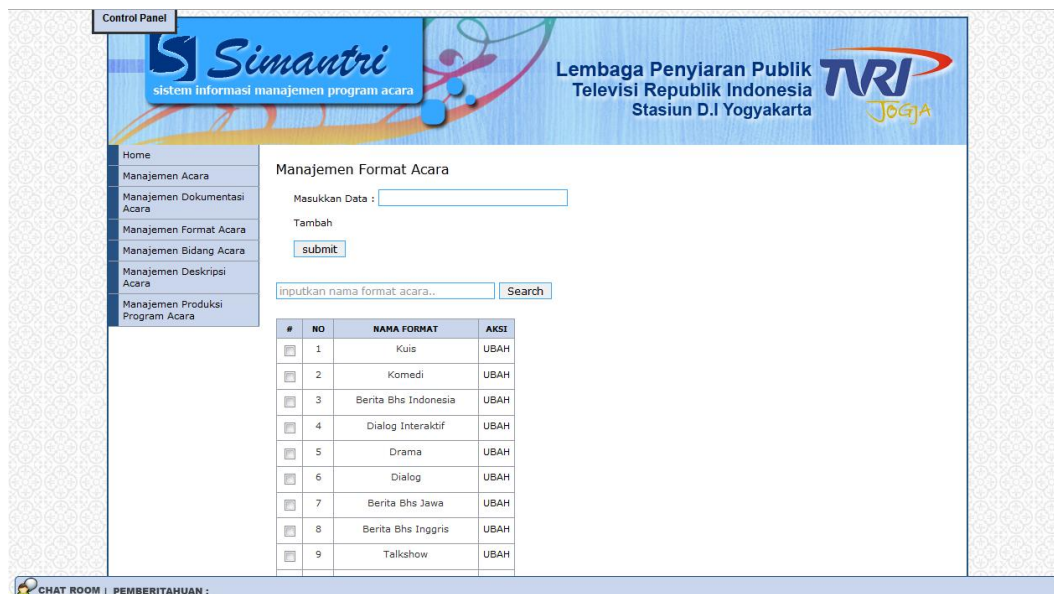 Control Panel
S Simantri
sistem informasi manajemen program acara
Lembaga Penyiaran Publik
Televisi Republik Indonesia
Stasiun D.I Yogyakarta
TVRI
JOGJA
Home
Manajemen Acara
Manajemen Dokumentasi
Acara
Manajemen Format Acara
Manajemen Bidang Acara
Manajemen Deskripsi
Acara
Manajemen Produksi
Program Acara
Manajemen Format Acara
Masukkan Data :
Tambah
submit
inputkan nama format acara.. Search
# NO NAMA FORMAT AKSI
1 Kuis UBAH
2 Komedi UBAH
3 Berita Bhs Indonesia UBAH
4 Dialog Interaktif UBAH
5 Drama UBAH
6 Dialog UBAH
7 Berita Bhs Jawa UBAH
8 Berita Bhs Inggris UBAH
9 Talkshow UBAH
CHAT ROOM | PEMBERITAHUAN :